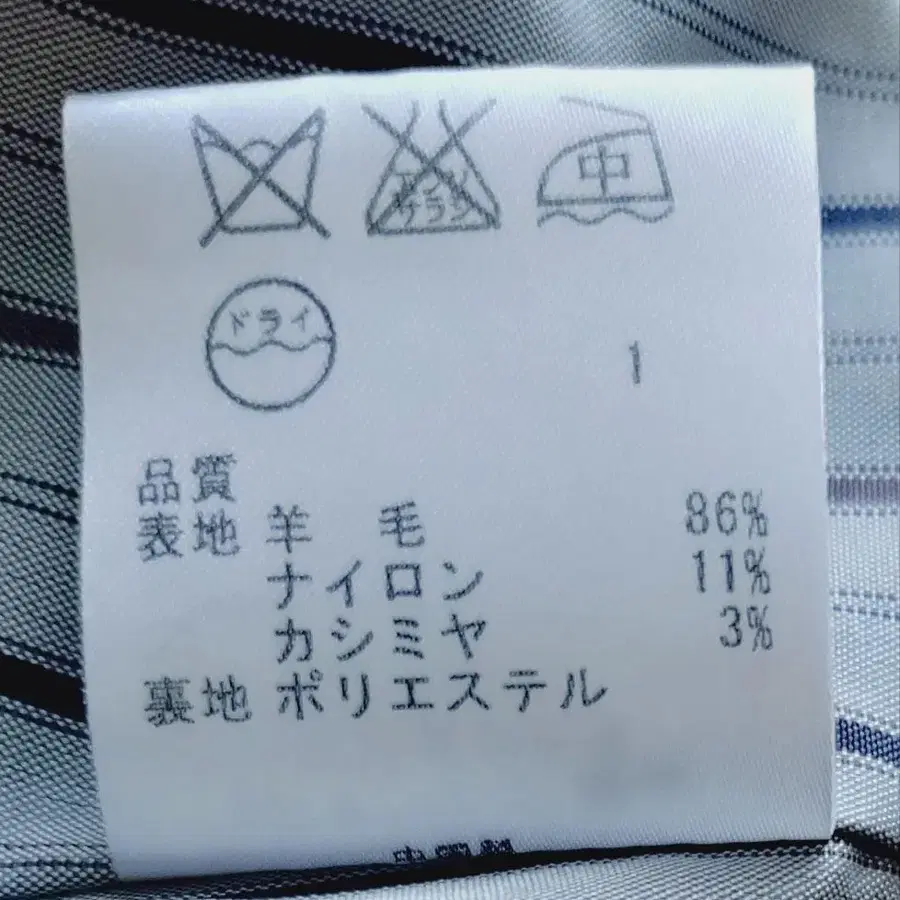 エンソ
サラシ
中
ドライ
1
品質
表地 羊 毛 86%
ナイロン 11%
カシミヤ 3%
裏地 ポリエステル